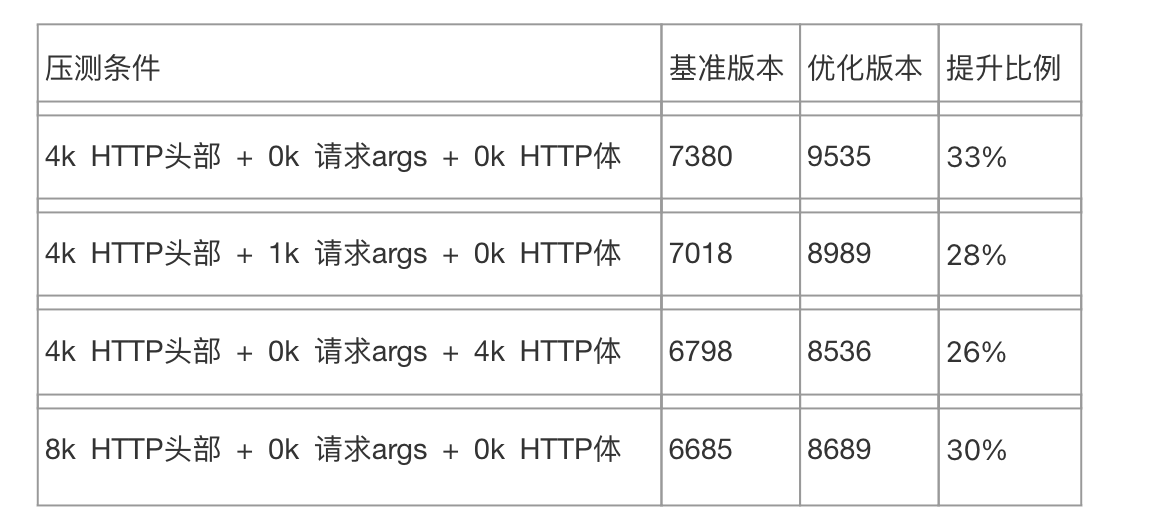 压测条件 基准版本 优化版本 提升比例
4k HTTP头部 + 0k 请求args + 0k HTTP体 7380 9535 33%
4k HTTP头部 + 1k 请求args + 0k HTTP体 7018 8989 28%
4k HTTP头部 + 0k 请求args + 4k HTTP体 6798 8536 26%
8k HTTP头部 + 0k 请求args + 0k HTTP体 6685 8689 30%